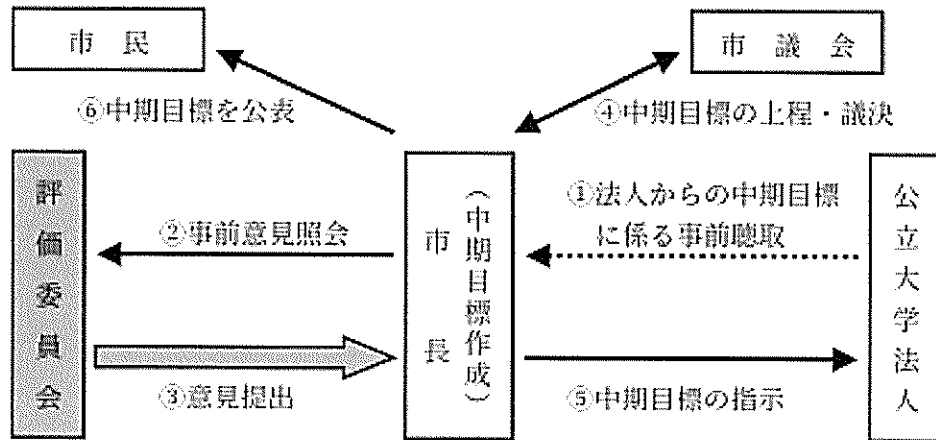 市民
市議会
⑥中期目標を公表
④中期目標の上程・議決
評価委員会
市長
（中期目標作成）
①法人からの中期目標
に係る事前聴取
公立大学法人
②事前意見照会
③意見提出
⑤中期目標の指示